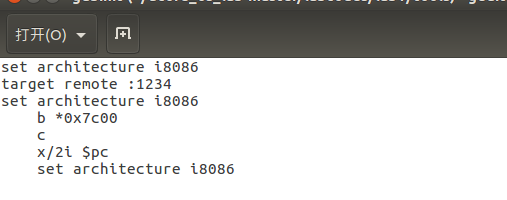 打开(O)
set architecture i8086
target remote :1234
set architecture i8086
b *0x7c00
c
x/2i $pc
set architecture i8086